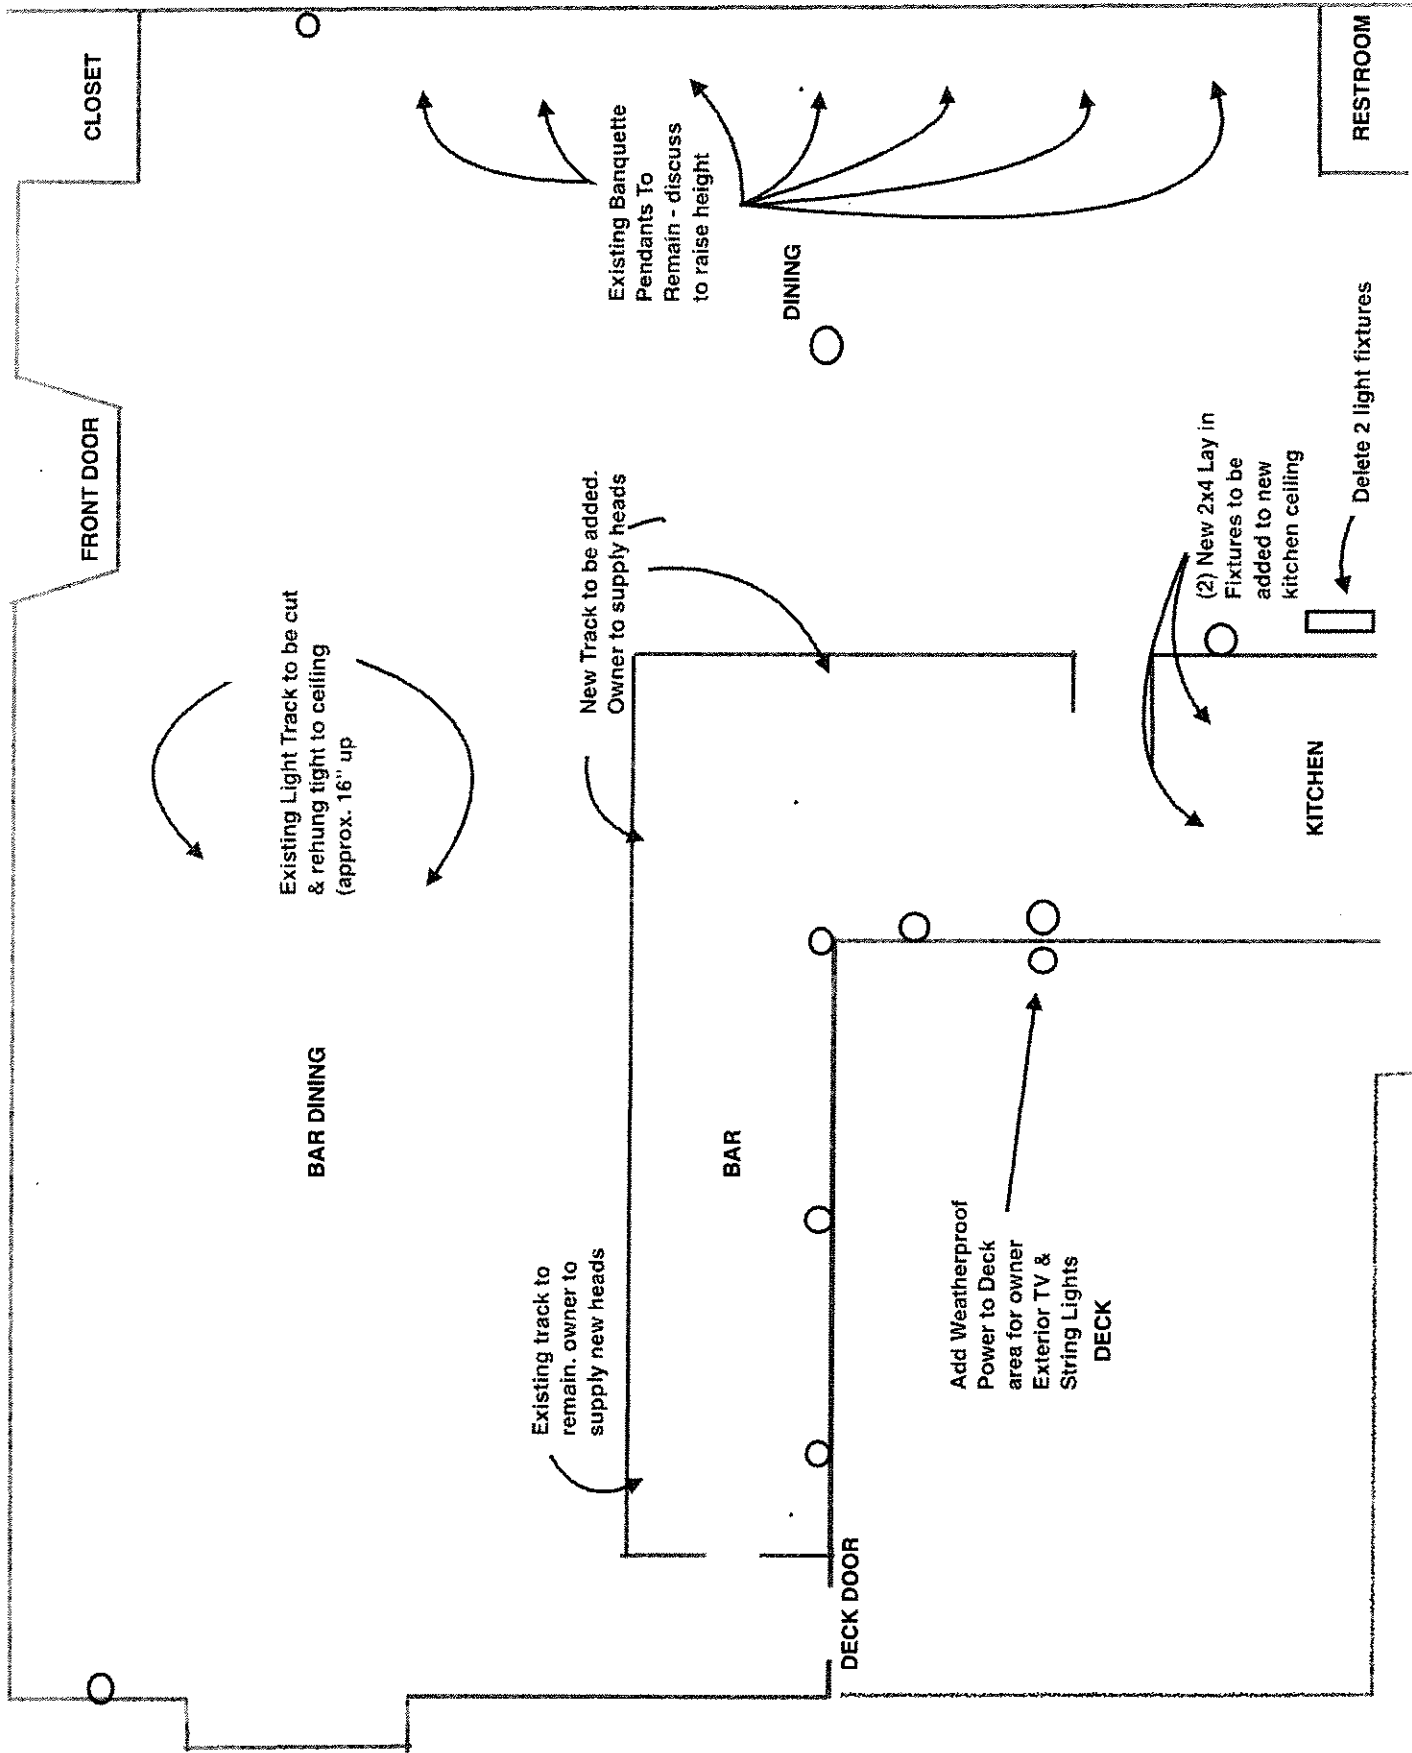 CLOSET
FRONT DOOR
RESTROOM
Existing Banquette
Pendants To
Remain - discuss
to raise height
DINING
Existing Light Track to be cut
& rehung tight to ceiling
(approx. 16" up
New Track to be added.
Owner to supply heads
(2) New 2x4 Lay in
Fixtures to be
added to new
kitchen ceiling
Delete 2 light fixtures
KITCHEN
BAR DINING
BAR
Existing track to
remain. owner to
supply new heads
Add Weatherproof
Power to Deck
area for owner
Exterior TV &
String Lights
DECK
DECK DOOR